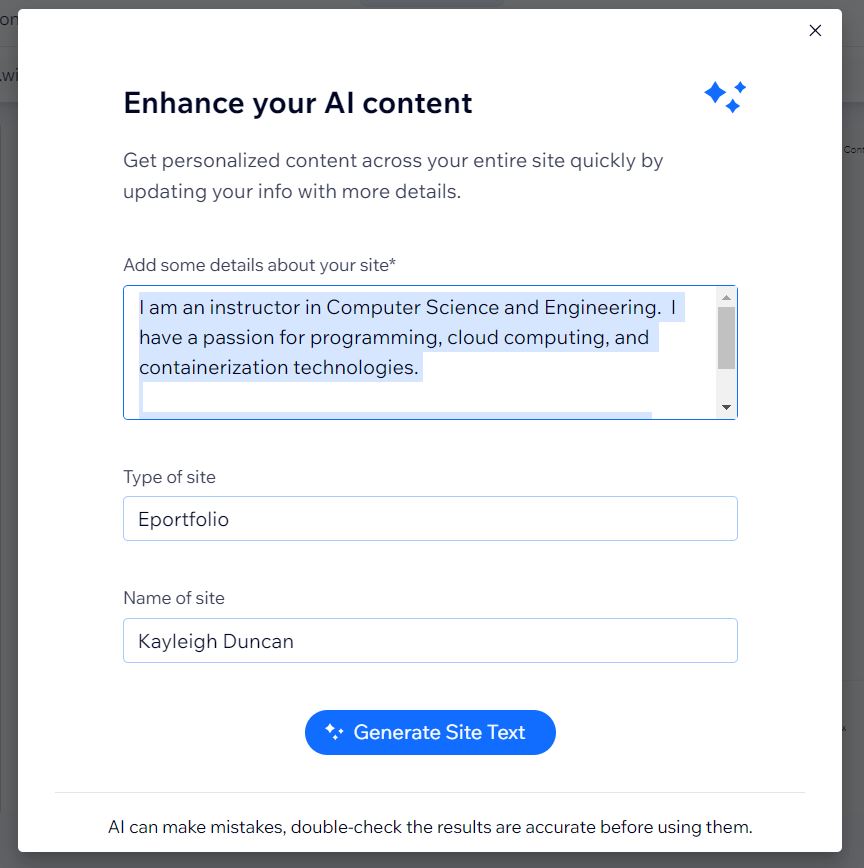 Enhance your AI content
Get personalized content across your entire site quickly by
updating your info with more details.
Add some details about your site*
I am an instructor in Computer Science and Engineering.  I
have a passion for programming, cloud computing, and
containerization technologies.
Type of site
Eportfolio
Name of site
Kayleigh Duncan
Generate Site Text
AI can make mistakes, double-check the results are accurate before using them.